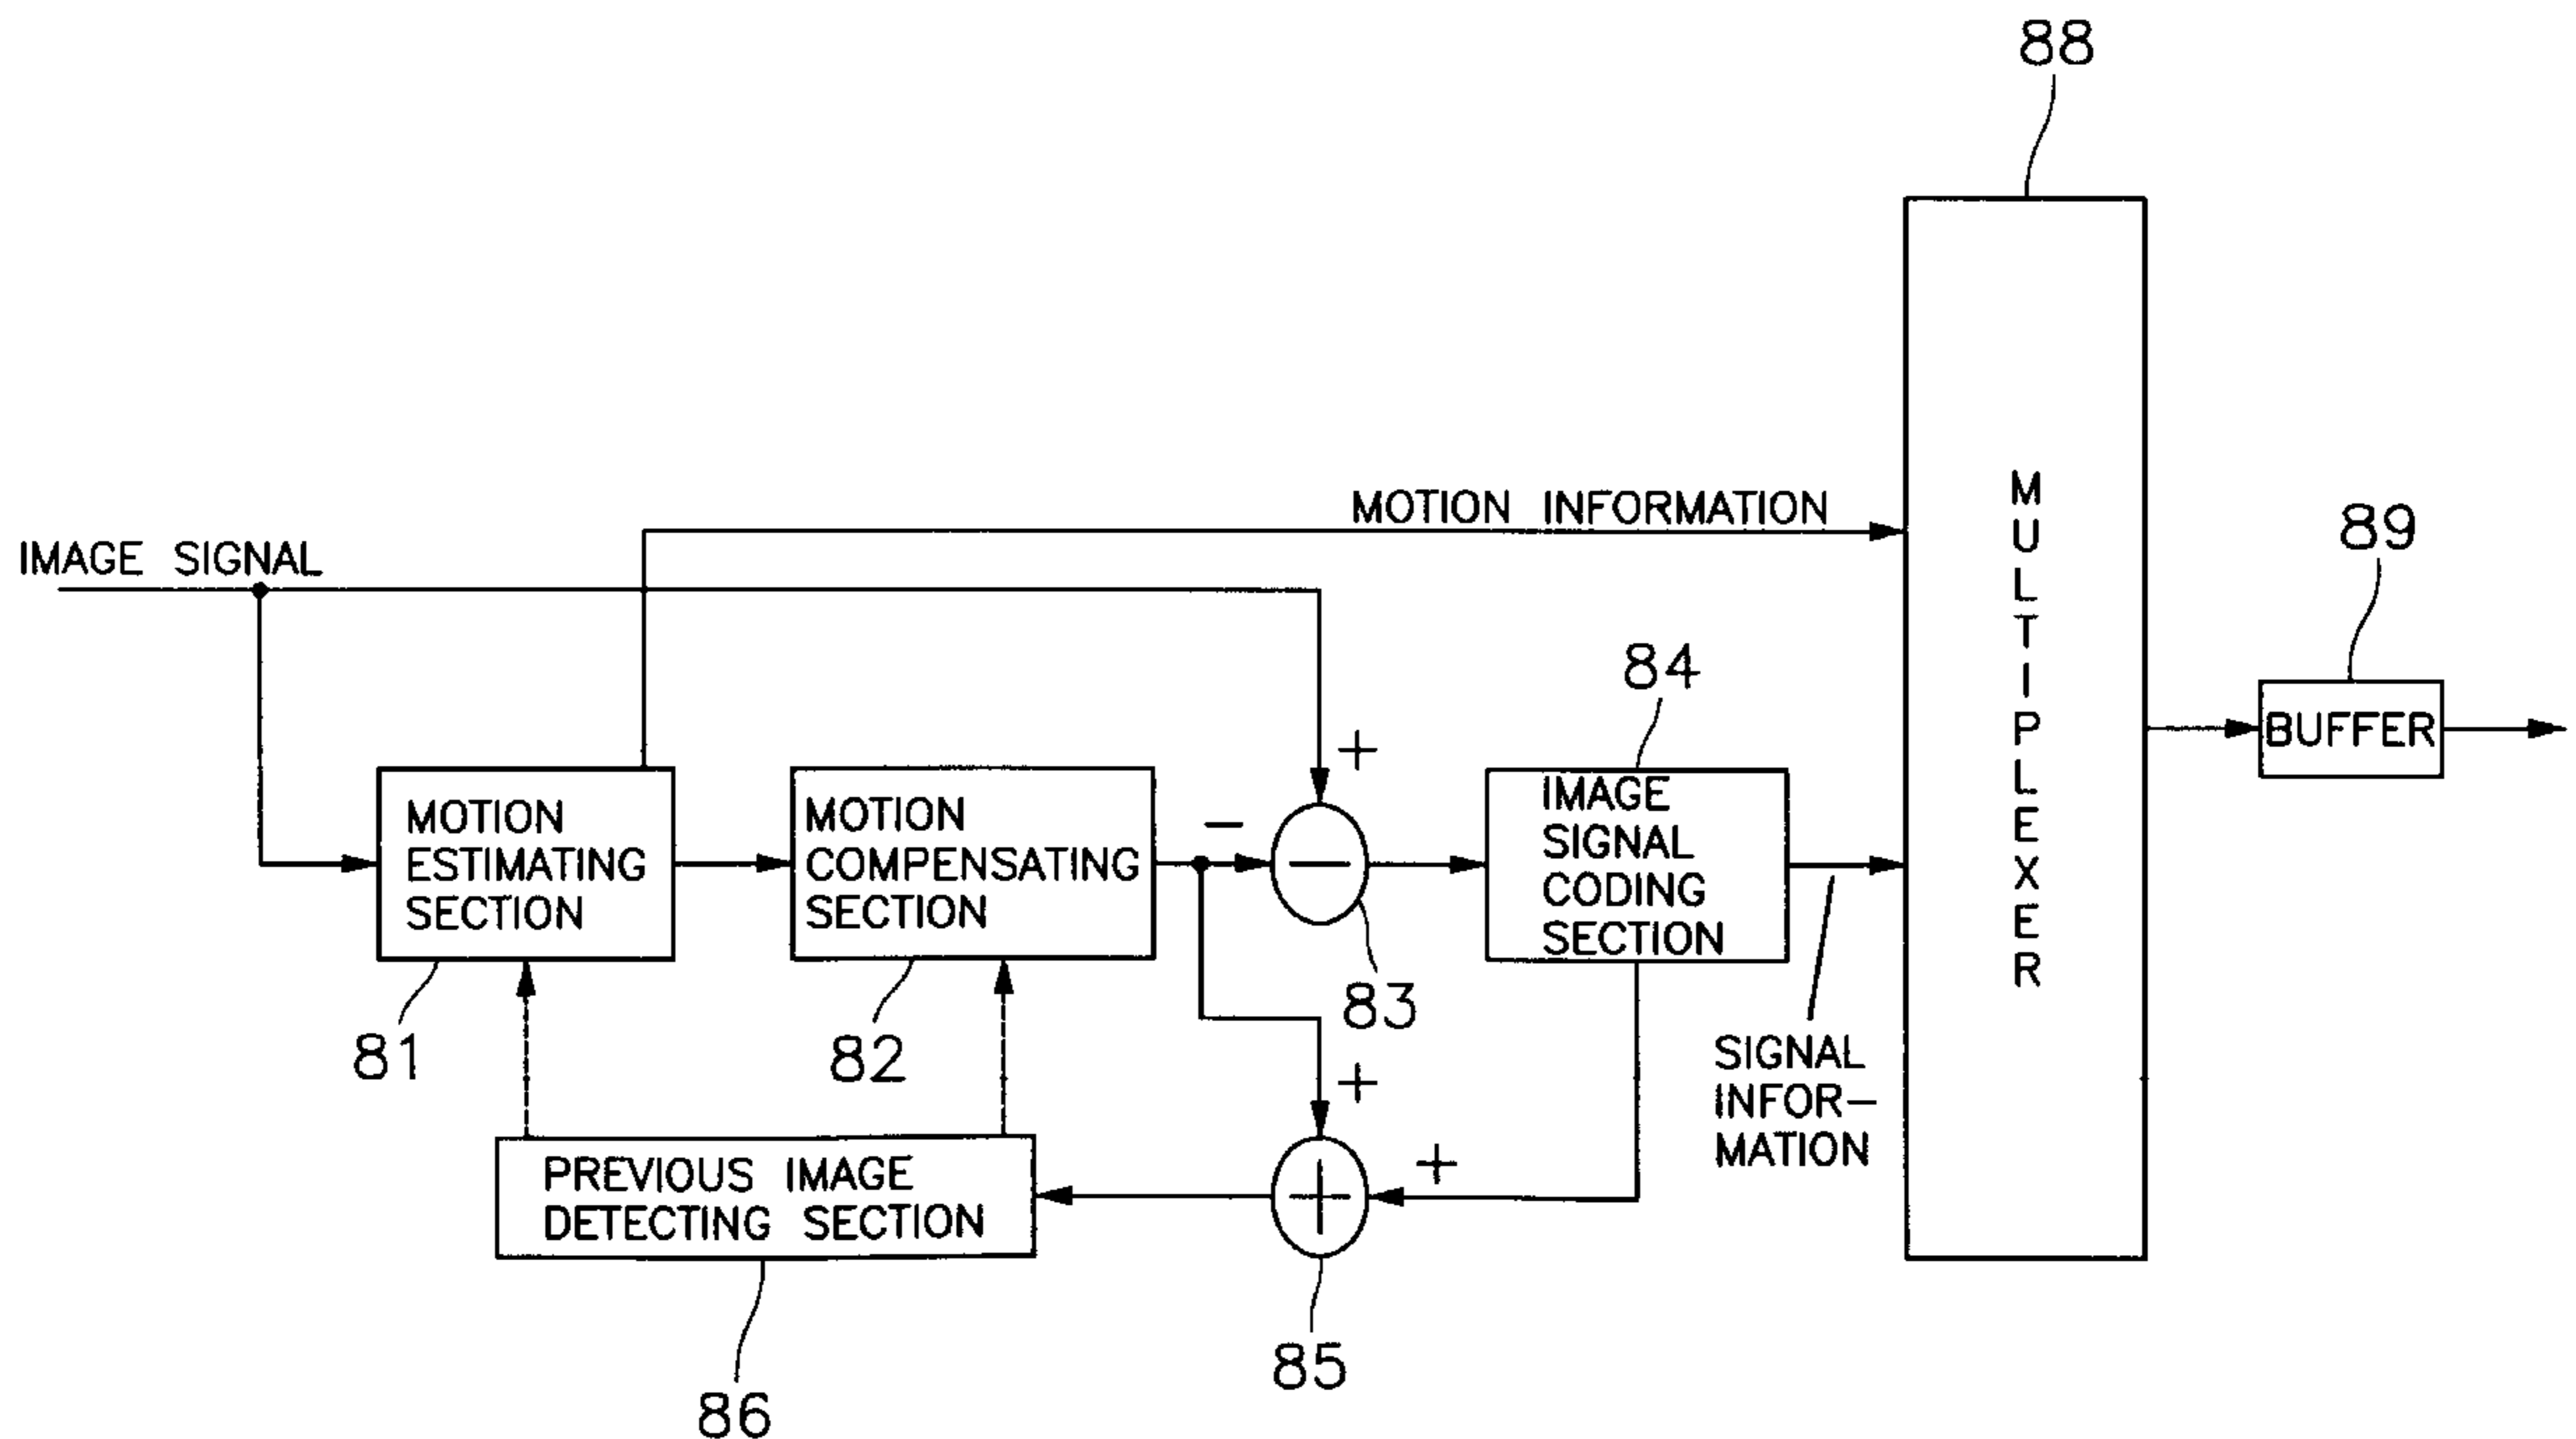 88
MOTION INFORMATION
89
IMAGE SIGNAL
MULTIPLEXER
84
+
BUFFER
MOTION
ESTIMATING
SECTION
MOTION
COMPENSATING
SECTION
−
−
IMAGE
SIGNAL
CODING
SECTION
81
82
83
SIGNAL
INFOR−
MATION
+
+
+
PREVIOUS IMAGE
DETECTING SECTION
85
86